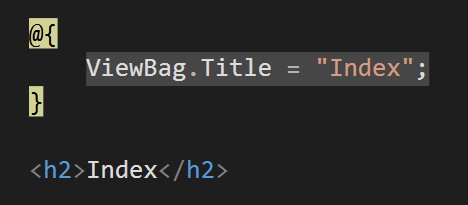 @{
    ViewBag.Title = "Index";
}
<h2>Index</h2>